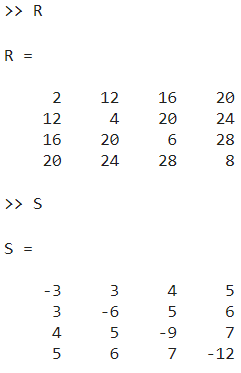 >> R
R =
2 12 16 20
12 4 20 24
16 20 6 28
20 24 28 8
>> S
S =
-3 3 4 5
3 -6 5 6
4 5 -9 7
5 6 7 -12